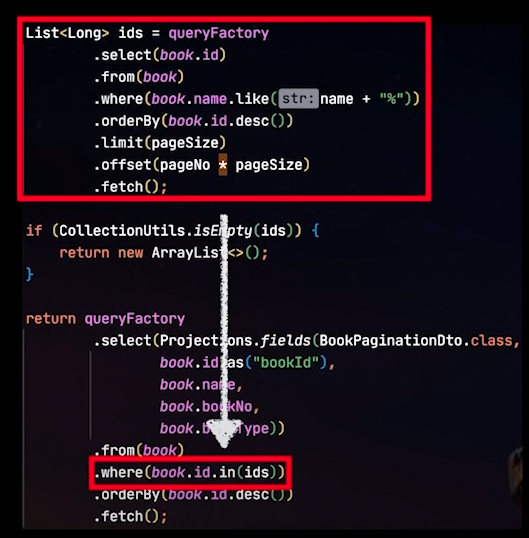 List<Long> ids = queryFactory
.select(book.id)
.from(book)
.where(book.name.like(str: name + "%"))
.orderBy(book.id.desc())
.limit(pageSize)
.offset(pageNo * pageSize)
.fetch();
if (CollectionUtils.isEmpty(ids)) {
return new ArrayList<>();
}
return queryFactory
.select(Projections.fields(BookPaginationDto.class,
book.id.as("bookId"),
book.name,
book.bookNo,
book.bookType))
.from(book)
.where(book.id.in(ids))
.orderBy(book.id.desc())
.fetch();